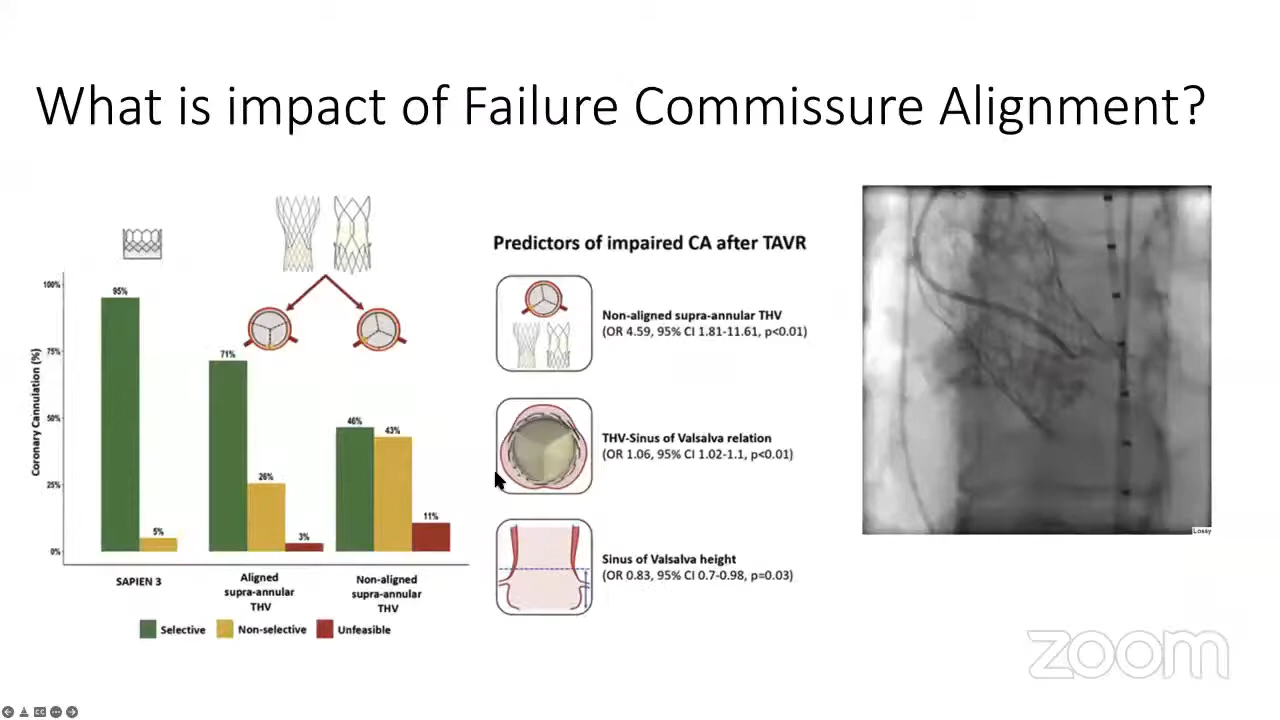 What is impact of Failure Commissure Alignment?
Coronary Cannulation (%)
100%
75%
50%
25%
0%
95%
5%
71%
26%
3%
46%
43%
11%
SAPIEN 3
Aligned
supra-annular
THV
Non-aligned
supra-annular
THV
Selective
Non-selective
Unfeasible
Predictors of impaired CA after TAVR
Non-aligned supra-annular THV
(OR 4.59, 95% CI 1.81-11.61, p<0.01)
THV-Sinus of Valsalva relation
(OR 1.06, 95% CI 1.02-1.1, p<0.01)
Sinus of Valsalva height
(OR 0.83, 95% CI 0.7-0.98, p=0.03)
Lossy
zoom